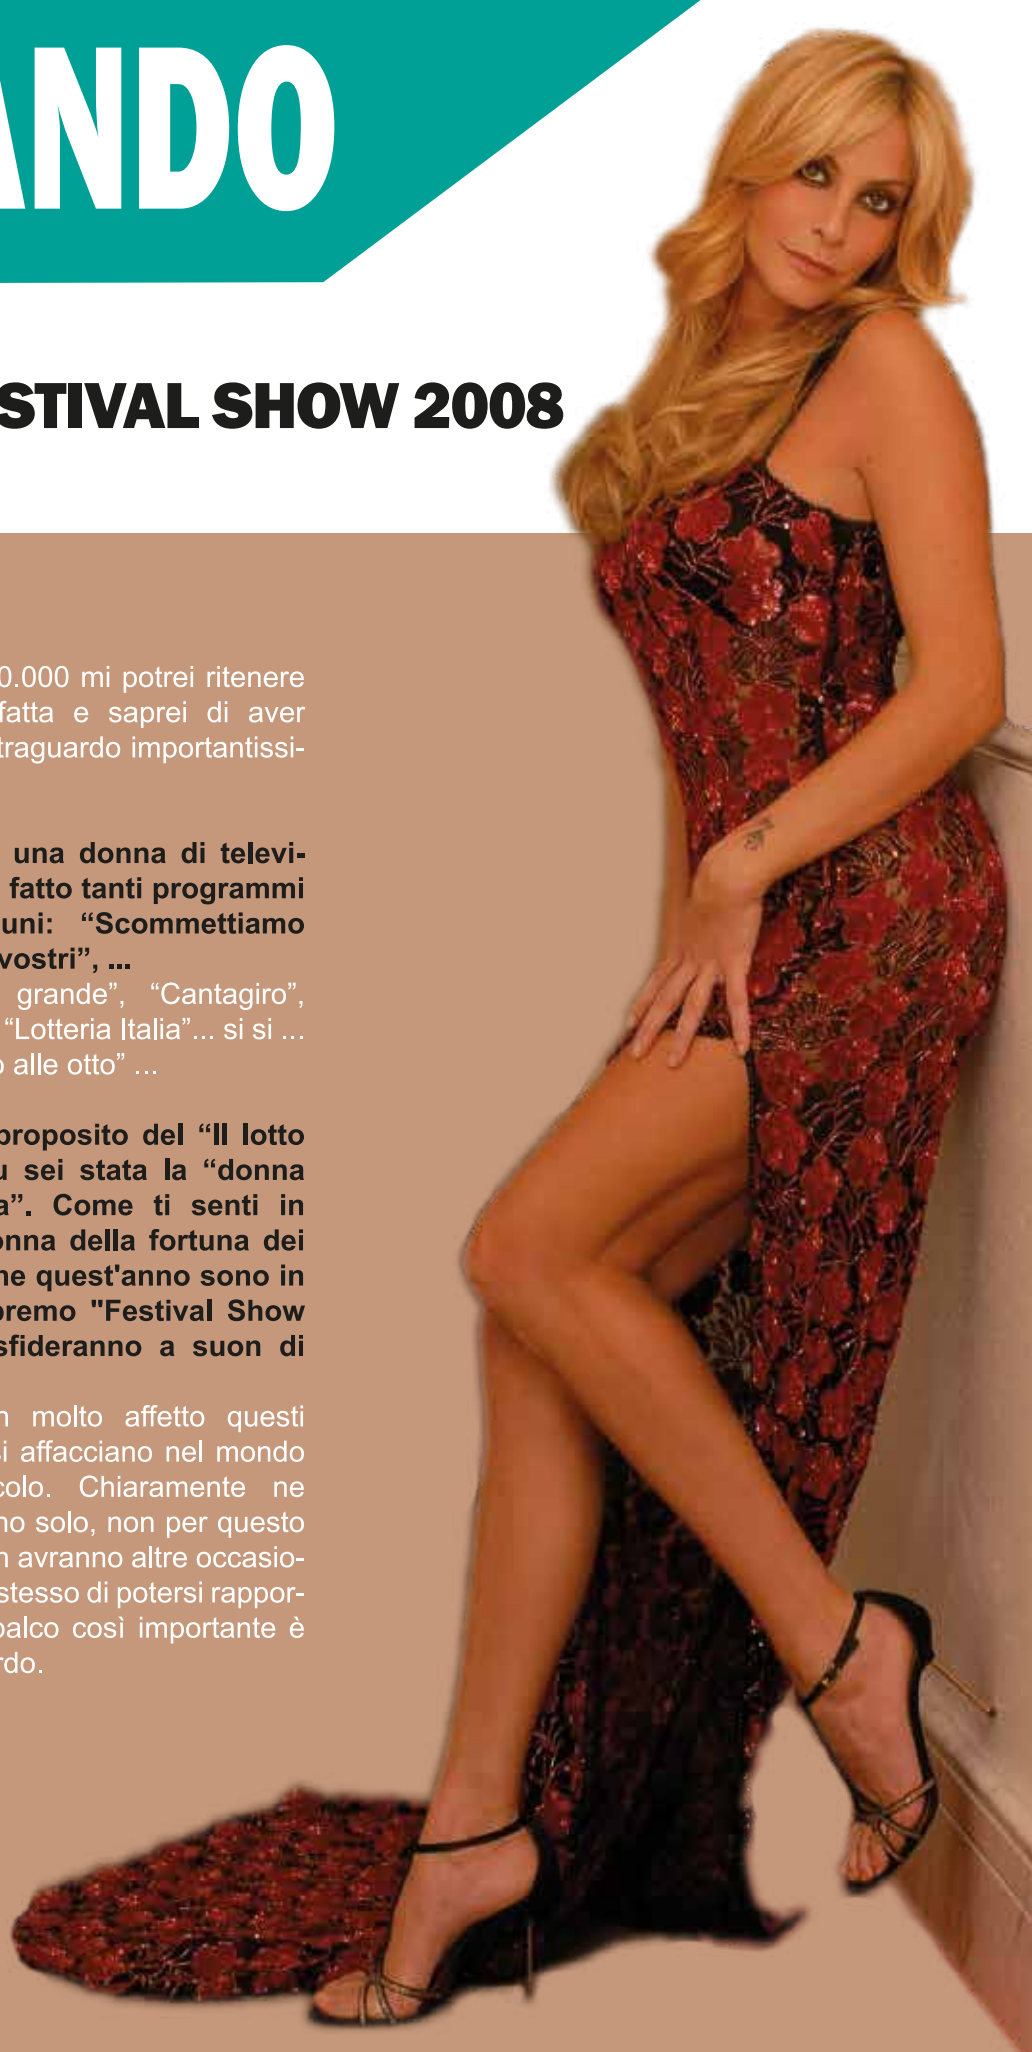 ANDO
STIVAL SHOW 2008
0.000 mi potrei ritenere
fatta e saprei di aver
traguardo importantissi-
una donna di televi-
fatto tanti programmi
uni: “Scommettiamo
vostri”, ...
grande”, “Cantagiro”,
“Lotteria Italia”... si si ...
o alle otto” ...
proposito del “Il lotto
u sei stata la “donna
a”. Come ti senti in
onna della fortuna dei
he quest'anno sono in
premo "Festival Show
sfideranno a suon di
n molto affetto questi
si affacciano nel mondo
colo. Chiaramente ne
no solo, non per questo
n avranno altre occasio-
stesso di potersi rappor-
palco così importante è
rdo.